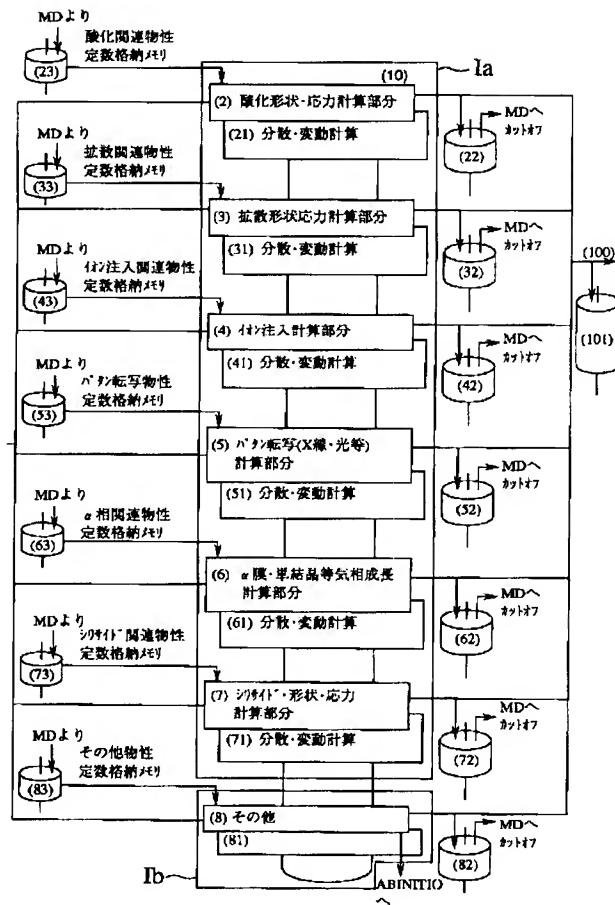 MDより
酸化関連物性
定数格納メモリ
(23)
(10)
Ia
(2) 酸化形状・応力計算部分
(21) 分散・変動計算
MDへ
カットオフ
(22)
MDより
拡散関連物性
定数格納メモリ
(33)
(3) 拡散形状応力計算部分
(31) 分散・変動計算
MDへ
カットオフ
(32)
(100)
(101)
MDより
イオン注入関連物性
定数格納メモリ
(43)
(4) イオン注入計算部分
(41) 分散・変動計算
MDへ
カットオフ
(42)
MDより
パタン転写物性
定数格納メモリ
(53)
(5) パタン転写(X線・光等)
計算部分
(51) 分散・変動計算
MDへ
カットオフ
(52)
MDより
α相関連物性
定数格納メモリ
(63)
(6) α膜・単結晶等気相成長
計算部分
(61) 分散・変動計算
MDへ
カットオフ
(62)
MDより
シリサイド関連物性
定数格納メモリ
(73)
(7) シリサイド・形状・応力
計算部分
(71) 分散・変動計算
MDへ
カットオフ
(72)
MDより
その他物性
定数格納メモリ
(83)
(8) その他
(81)
MDへ
カットオフ
(82)
Ib
ABINITIO
へ